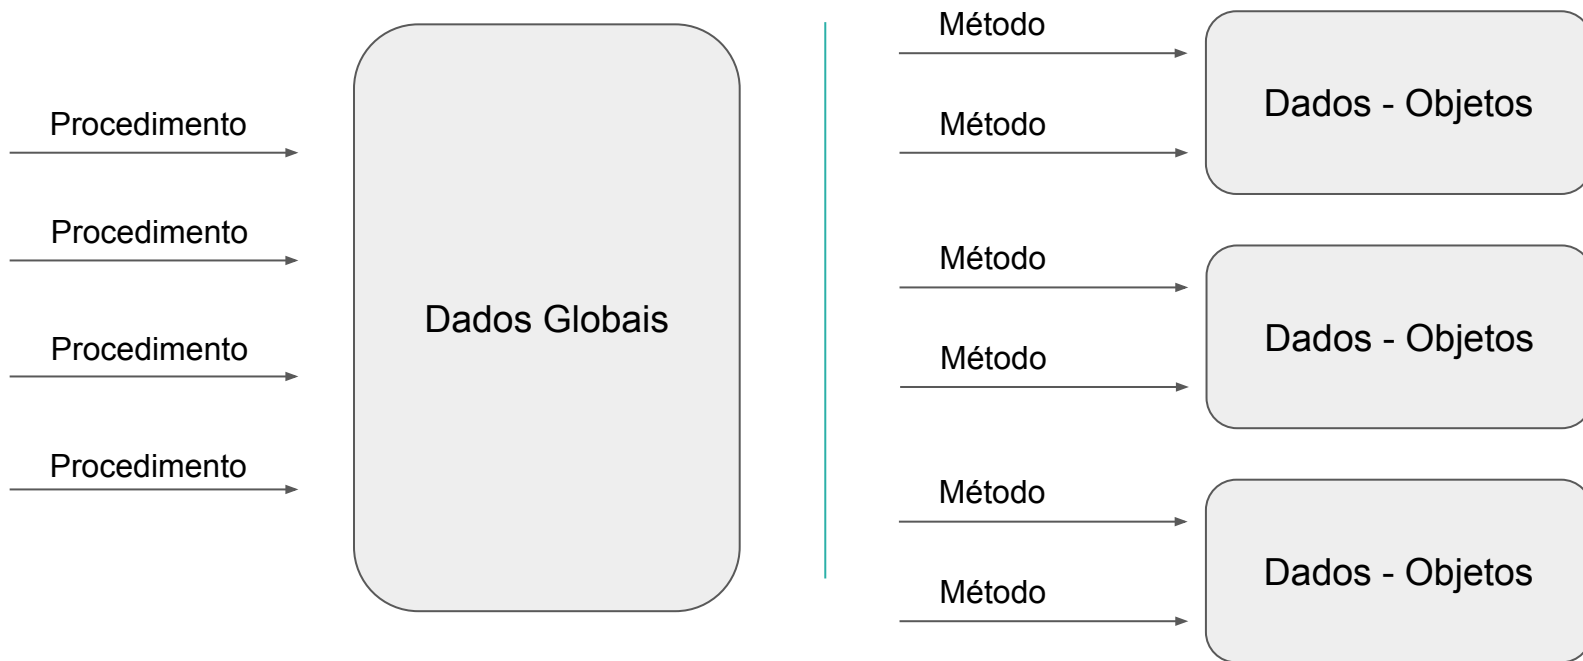 Procedimento
Procedimento
Procedimento
Procedimento
Dados Globais
Método
Método
Dados - Objetos
Método
Método
Dados - Objetos
Método
Método
Dados - Objetos